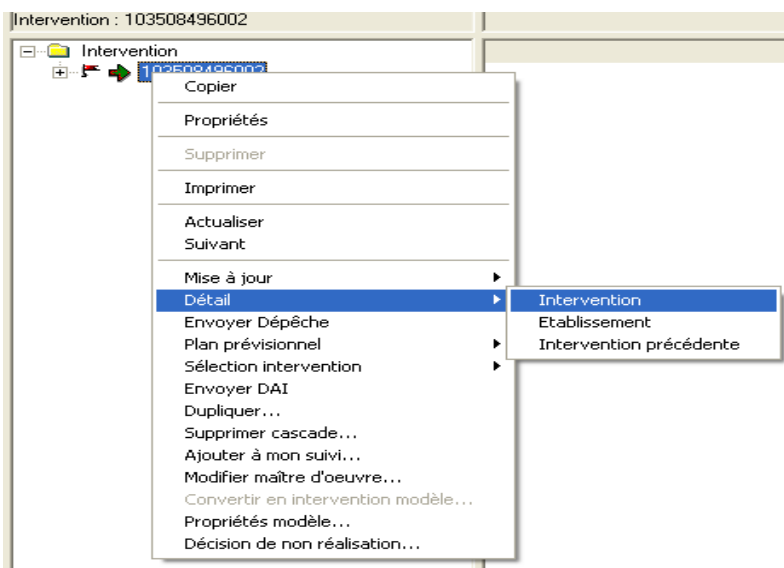 Intervention : 103508496002
Intervention
103508496002
Copier
Propriétés
Supprimer
Imprimer
Actualiser
Suivant
Mise à jour
Détail
Intervention
Envoyer Dépêche
Etablissement
Plan prévisionnel
Intervention précédente
Sélection intervention
Envoyer DAI
Dupliquer...
Supprimer cascade...
Ajouter à mon suivi...
Modifier maître d'oeuvre...
Convertir en intervention modèle...
Propriétés modèle...
Décision de non réalisation...